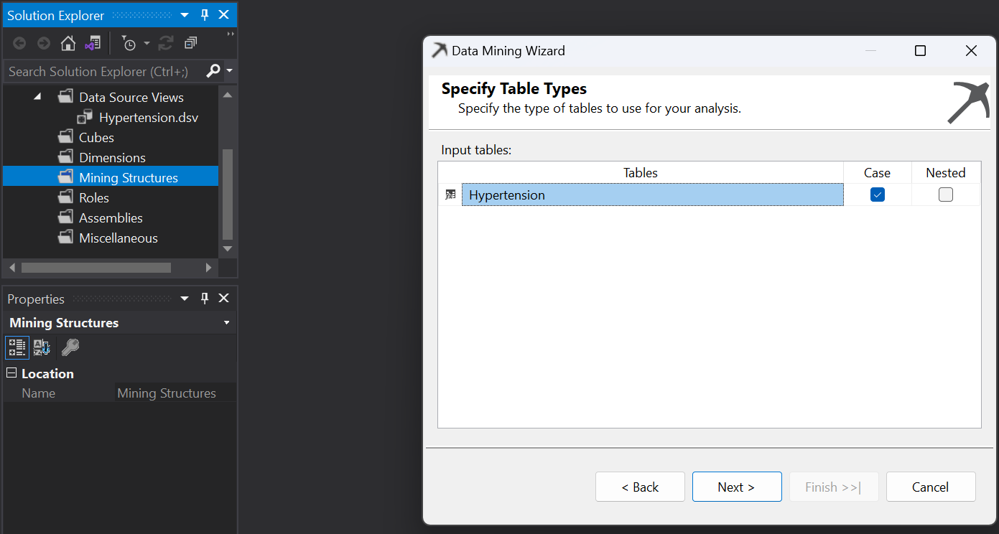 Solution Explorer
Search Solution Explorer (Ctrl+;)
Data Source Views
Hypertension.dsv
Cubes
Dimensions
Mining Structures
Roles
Assemblies
Miscellaneous
Properties
Mining Structures
Location
Name Mining Structures
Data Mining Wizard
Specify Table Types
Specify the type of tables to use for your analysis.
Input tables:
Tables Case Nested
Hypertension
< Back Next > Finish >>| Cancel